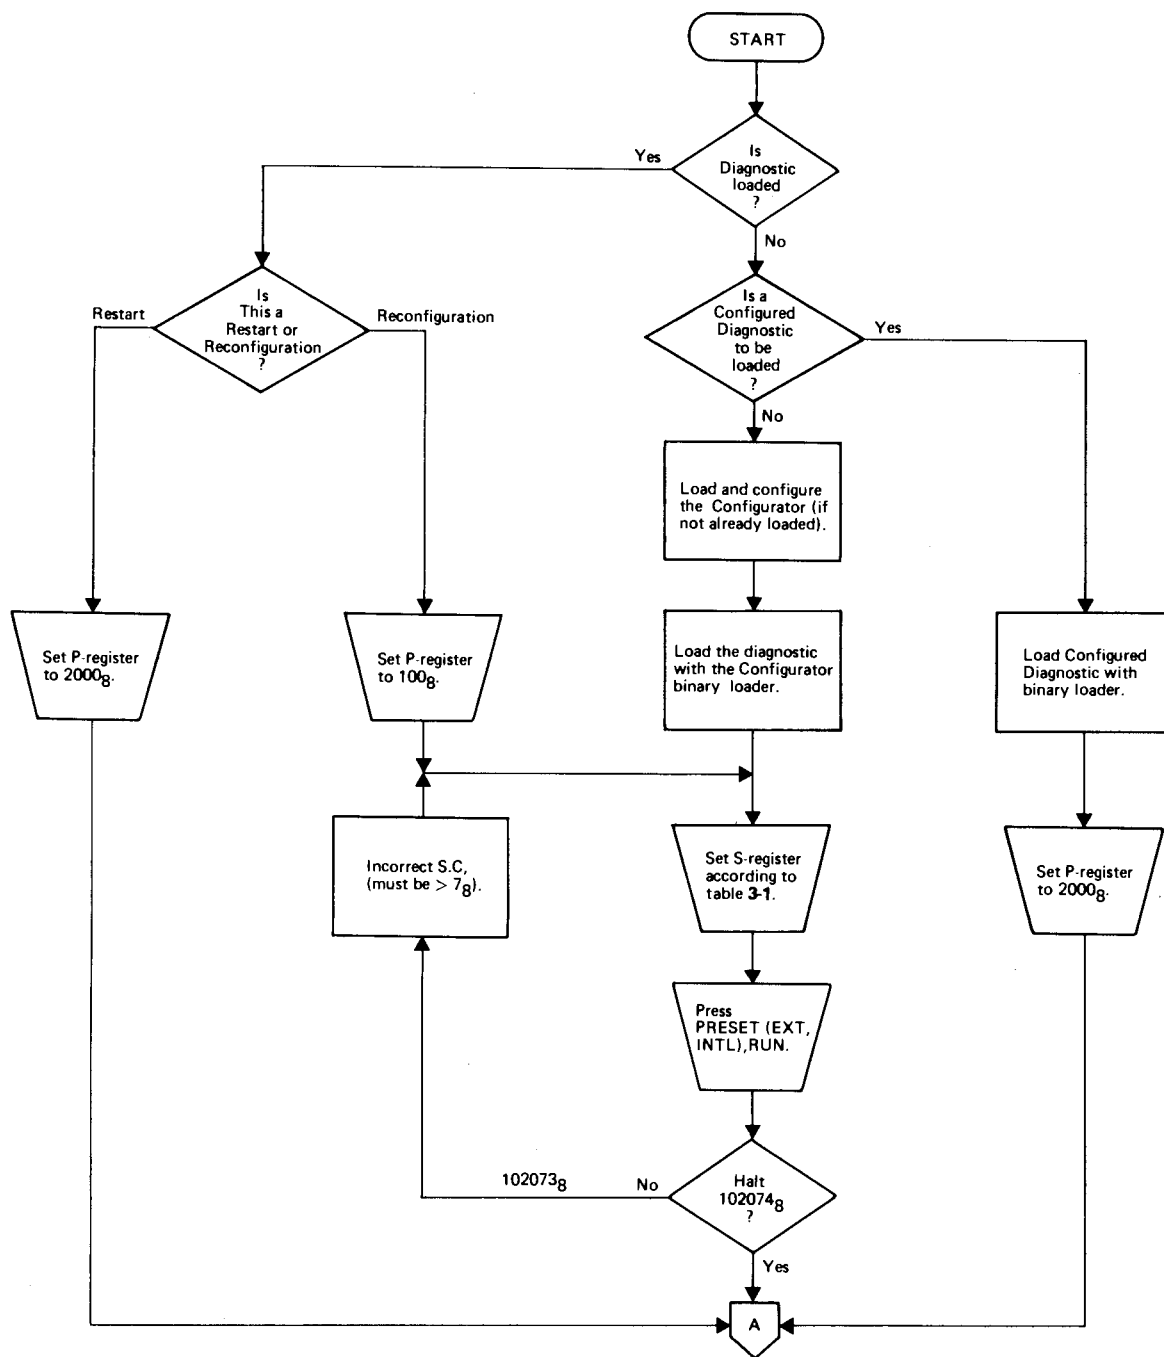 START
Is
Diagnostic
loaded
?
Yes
No
Is
This a
Restart or
Reconfiguration
?
Restart
Reconfiguration
Is a
Configured
Diagnostic
to be
loaded
?
Yes
No
Load and configure
the Configurator (if
not already loaded).
Set P-register
to 2000₈.
Set P-register
to 100₈.
Load the diagnostic
with the Configurator
binary loader.
Load Configured
Diagnostic with
binary loader.
Incorrect S.C,
(must be > 7₈).
Set S-register
according to
table 3-1.
Set P-register
to 2000₈.
Press
PRESET (EXT,
INTL),RUN.
102073₈
No
Halt
102074₈
?
Yes
A